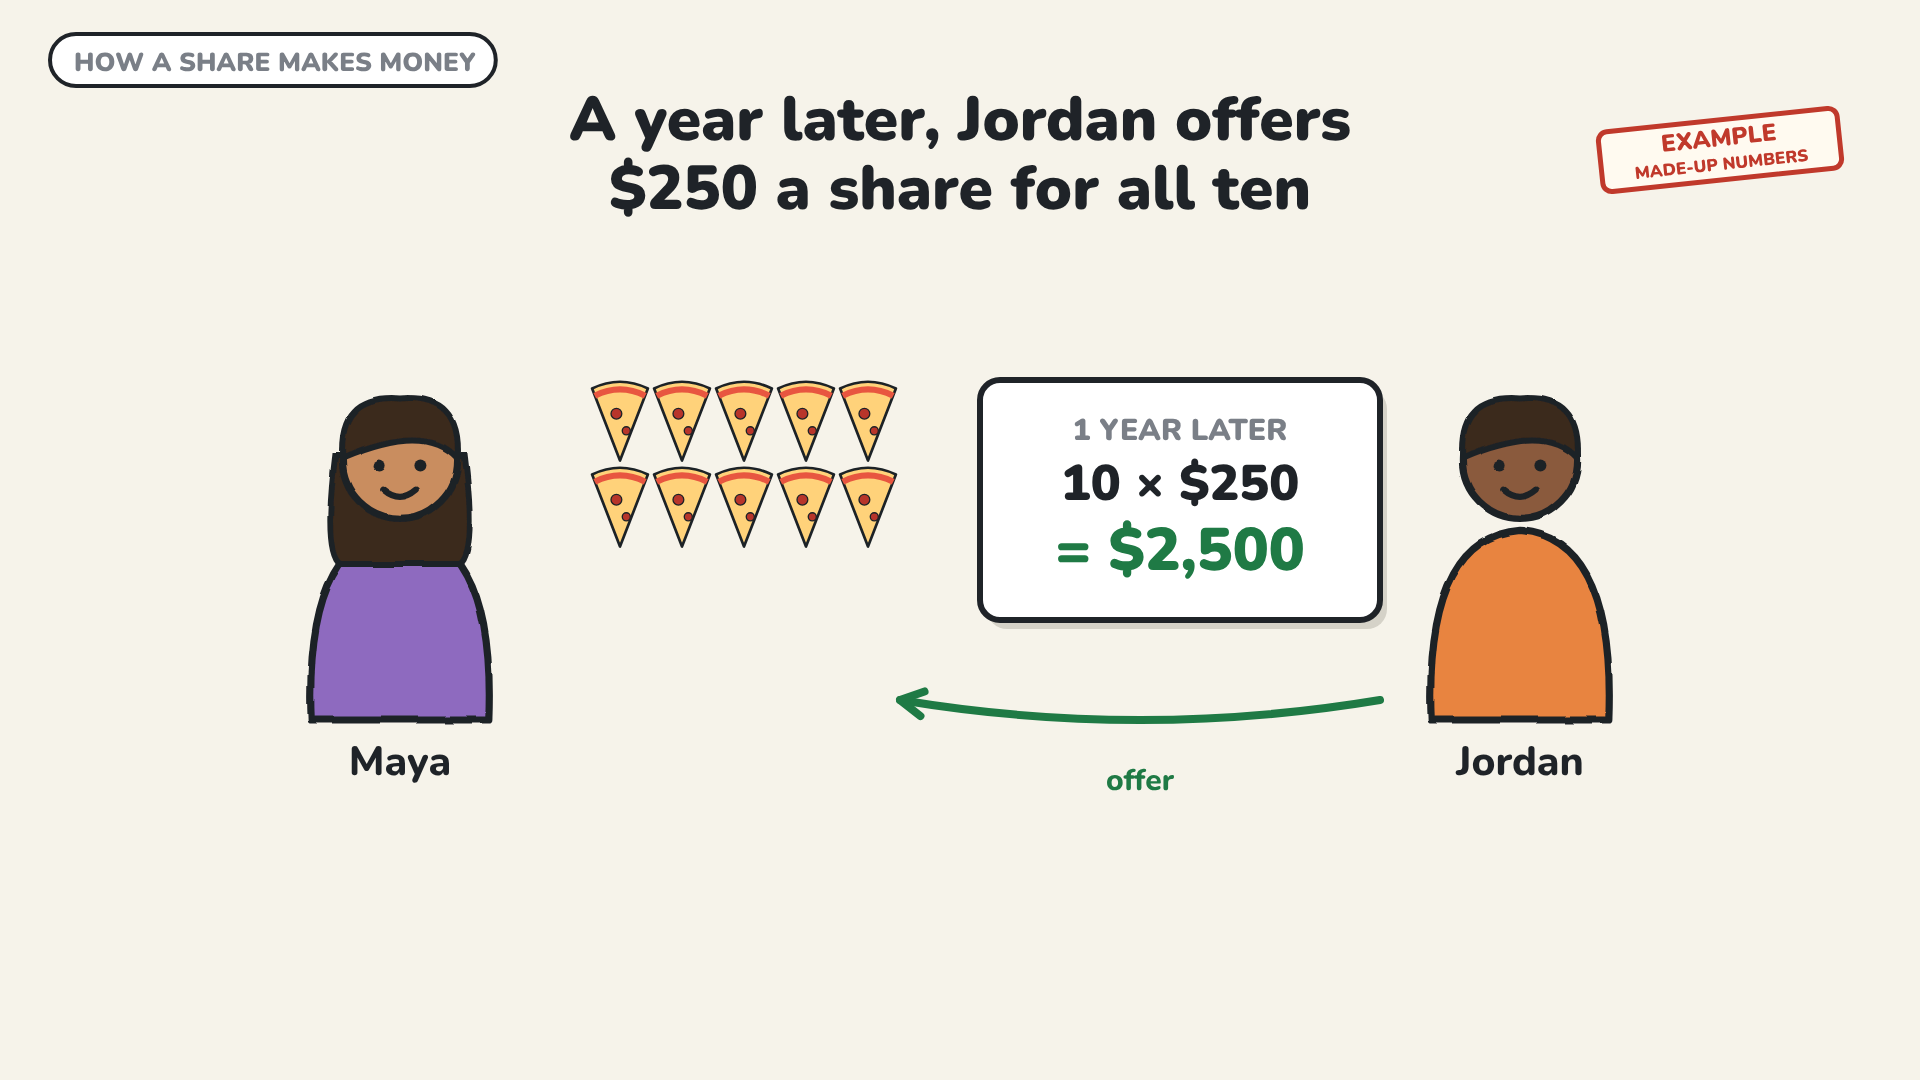 HOW A SHARE MAKES MONEY
A year later, Jordan offers
$250 a share for all ten
EXAMPLE
MADE-UP NUMBERS
1 YEAR LATER
10 × $250
= $2,500
offer
Maya
Jordan